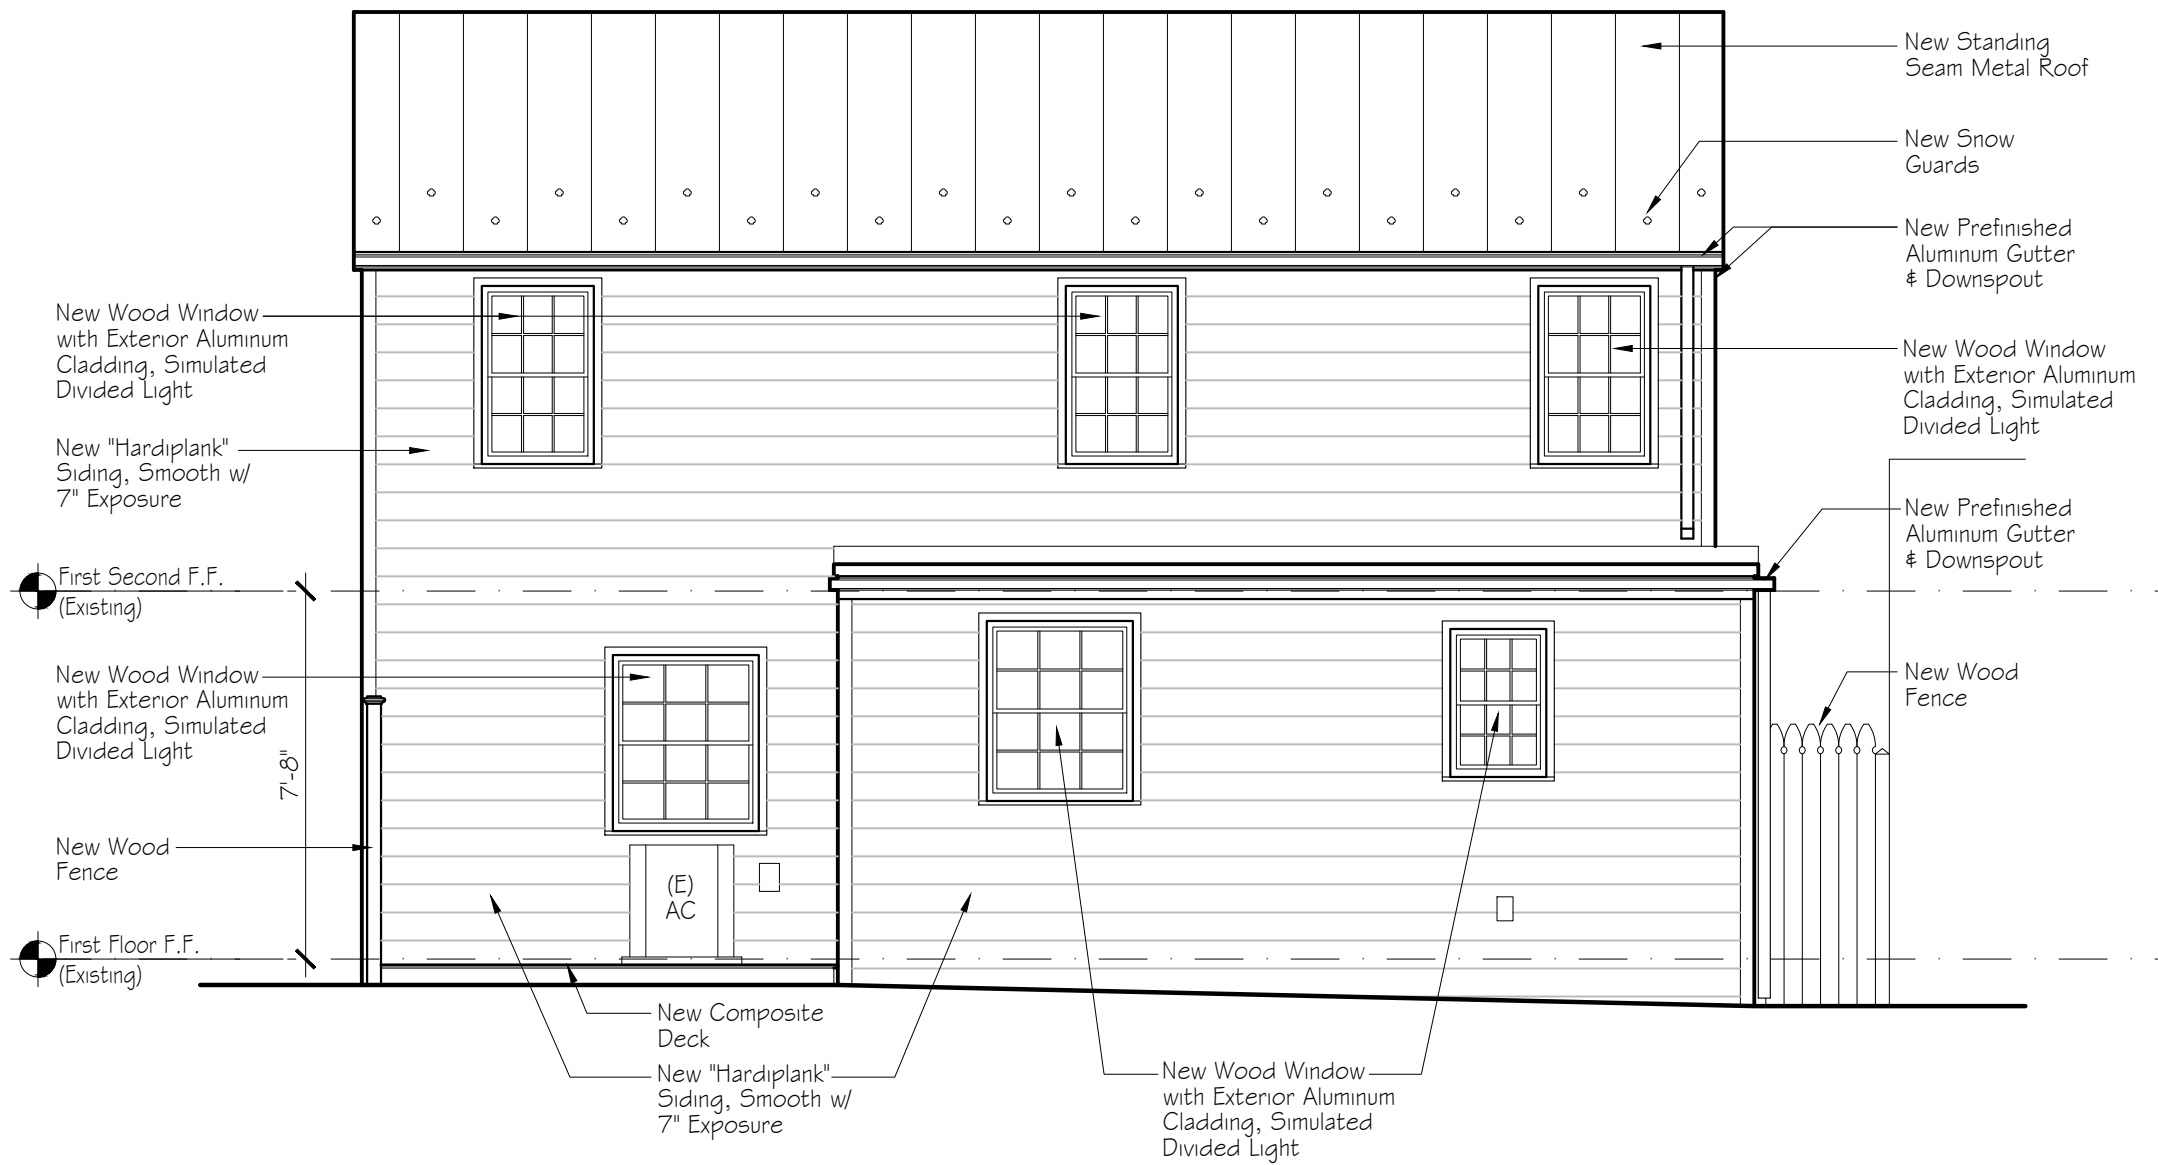 New Standing
Seam Metal Roof
New Snow
Guards
New Prefinished
Aluminum Gutter
& Downspout
New Wood Window
with Exterior Aluminum
Cladding, Simulated
Divided Light
New Wood Window
with Exterior Aluminum
Cladding, Simulated
Divided Light
New "Hardiplank"
Siding, Smooth w/
7" Exposure
New Prefinished
Aluminum Gutter
& Downspout
First Second F.F.
(Existing)
New Wood Window
with Exterior Aluminum
Cladding, Simulated
Divided Light
New Wood
Fence
7'-8"
New Wood
Fence
(E)
AC
First Floor F.F.
(Existing)
New Composite
Deck
New "Hardiplank"
Siding, Smooth w/
7" Exposure
New Wood Window
with Exterior Aluminum
Cladding, Simulated
Divided Light